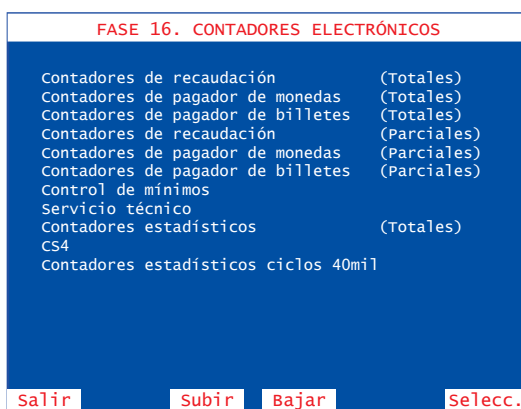 FASE 16. CONTADORES ELECTRÓNICOS
Contadores de recaudación (Totales)
Contadores de pagador de monedas (Totales)
Contadores de pagador de billetes (Totales)
Contadores de recaudación (Parciales)
Contadores de pagador de monedas (Parciales)
Contadores de pagador de billetes (Parciales)
Control de mínimos
Servicio técnico
Contadores estadísticos (Totales)
CS4
Contadores estadísticos ciclos 40mil
Salir Subir Bajar Selecc.